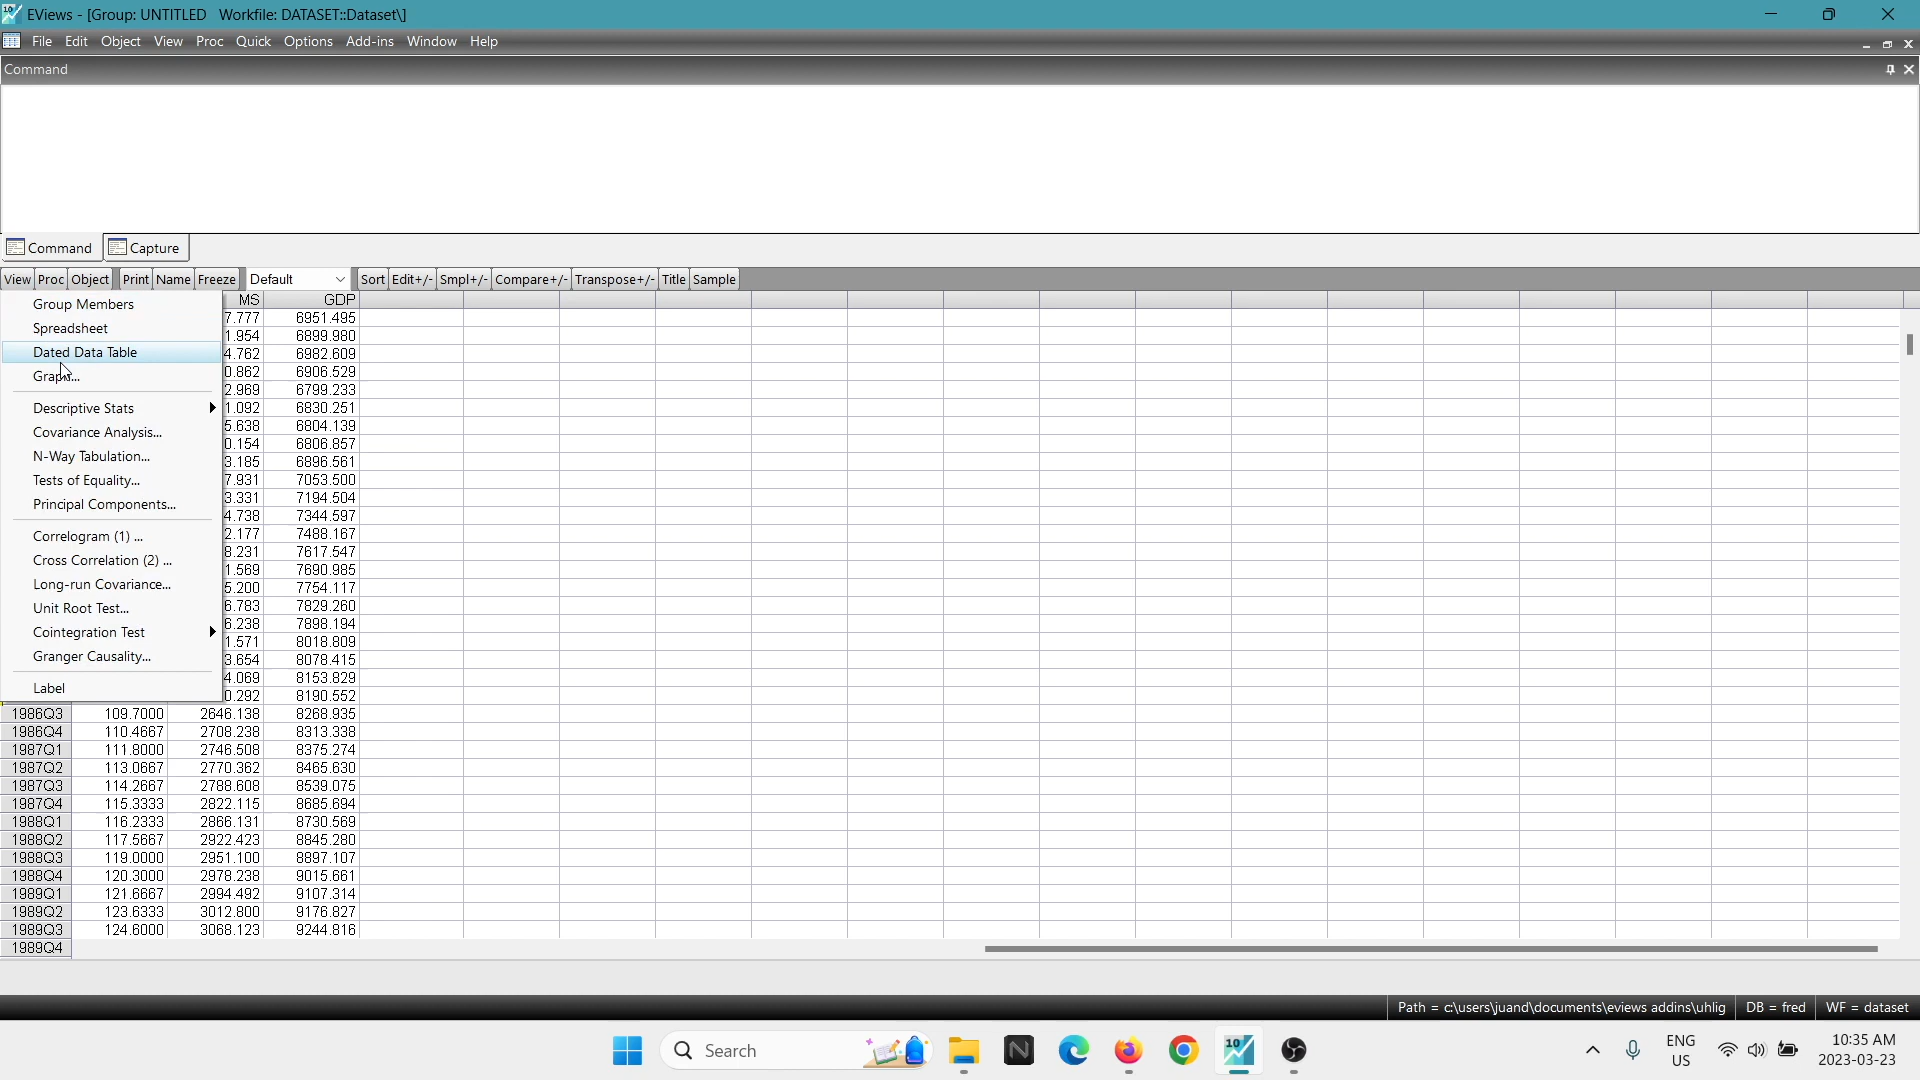 EViews - [Group: UNTITLED   Workfile: DATASET::Dataset\]
File Edit Object View Proc Quick Options Add-ins Window Help
Command
Command Capture
View Proc Object Print Name Freeze Default Sort Edit+/- Smpl+/- Compare+/- Transpose+/- Title Sample
MS GDP
Group Members
Spreadsheet
Dated Data Table
Graph...
Descriptive Stats
Covariance Analysis...
N-Way Tabulation...
Tests of Equality...
Principal Components...
Correlogram (1) ...
Cross Correlation (2) ...
Long-run Covariance...
Unit Root Test...
Cointegration Test
Granger Causality...
Label
7.777 6951.495
1.954 6899.980
4.762 6982.609
0.862 6906.529
2.969 6799.233
1.092 6830.251
5.638 6804.139
0.154 6806.857
3.185 6896.561
7.931 7053.500
3.331 7194.504
4.738 7344.597
2.177 7488.167
8.231 7617.547
1.569 7690.985
5.200 7754.117
6.783 7829.260
6.238 7898.194
1.571 8018.809
3.654 8078.415
4.069 8153.829
0.292 8190.552
1986Q3 109.7000 2646.138 8268.935
1986Q4 110.4667 2708.238 8313.338
1987Q1 111.8000 2746.508 8375.274
1987Q2 113.0667 2770.362 8465.630
1987Q3 114.2667 2788.608 8539.075
1987Q4 115.3333 2822.115 8685.694
1988Q1 116.2333 2866.131 8730.569
1988Q2 117.5667 2922.423 8845.280
1988Q3 119.0000 2951.100 8897.107
1988Q4 120.3000 2978.238 9015.661
1989Q1 121.6667 2994.492 9107.314
1989Q2 123.6333 3012.800 9176.827
1989Q3 124.6000 3068.123 9244.816
1989Q4
Path = c:\users\juand\documents\eviews addins\uhlig DB = fred WF = dataset
Search
10
ENG
US
10:35 AM
2023-03-23